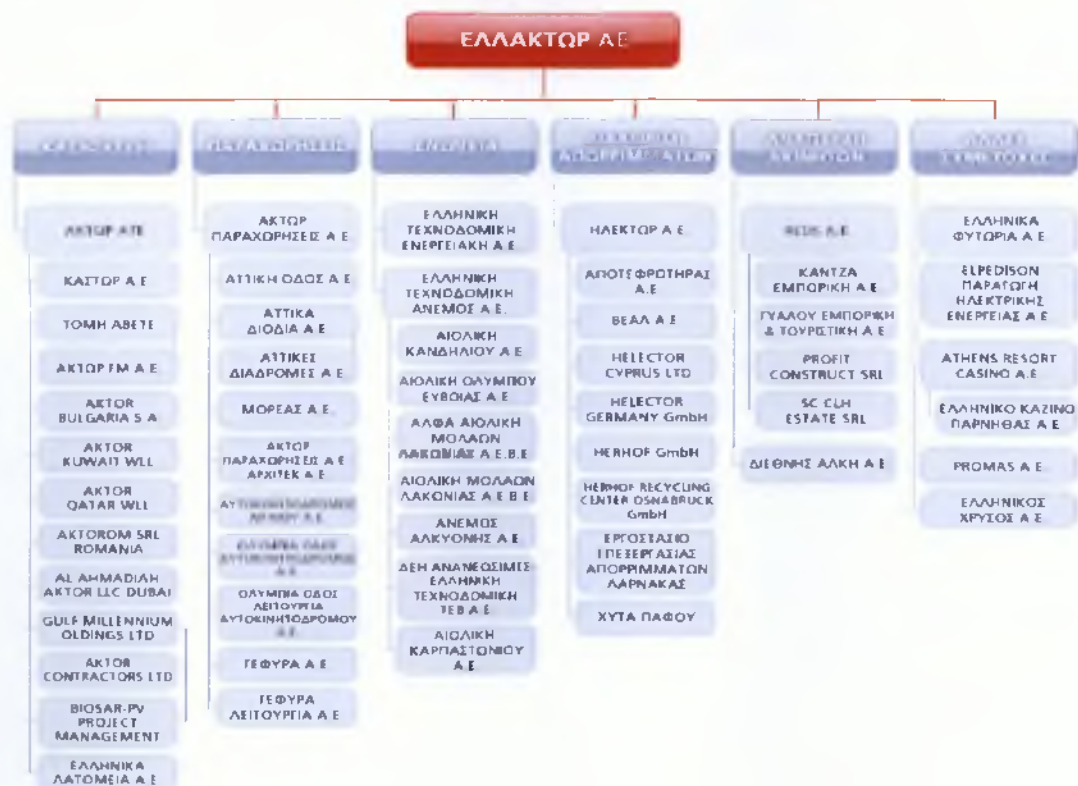 ΕΛΛΑΚΤΩΡ ΑΕ
ΑΠΟΡΡΙΜΜΑΤΩΝ
ΑΚΙΝΗΤΩΝ
ΑΚΤΩΡ ΑΤΕ
ΚΑΣΤΩΡ Α Ε
ΤΟΜΗ ΑΒΕΤΕ
ΑΚΤΩΡ FM Α Ε
AKTOR
BULGARIA S A
AKTOR
KUWAIT WLL
AKTOR
QATAR WLL
AKTOROM SRL
ROMANIA
AL AHMADIAH
AKTOR LLC DUBAI
GULF MILLENNIUM
OLDINGS LTD
AKTOR
CONTRACTORS LTD
BIOSAR-PV
PROJECT
MANAGEMENT
ΕΛΛΗΝΙΚΑ
ΛΑΤΟΜΕΙΑ Α Ε
ΑΚΤΩΡ
ΠΑΡΑΧΩΡΗΣΕΙΣ Α Ε
ΑΤΤΙΚΗ ΟΔΟΣ Α Ε
ΑΤΤΙΚΑ
ΔΙΟΔΙΑ Α Ε
ΑΤΤΙΚΕΣ
ΔΙΑΔΡΟΜΕΣ Α Ε
ΜΟΡΕΑΣ Α Ε.
ΑΚΤΩΡ
ΠΑΡΑΧΩΡΗΣΕΙΣ Α Ε
ΑΡΧΙΤΕΚ Α Ε
ΟΛΥΜΠΙΑ ΟΔΟΣ
ΛΕΙΤΟΥΡΓΙΑ
ΑΥΤΟΚΙΝΗΤΟΔΡΟΜΟΥ
Α.Ε.
ΓΕΦΥΡΑ Α Ε
ΓΕΦΥΡΑ
ΛΕΙΤΟΥΡΓΙΑ Α Ε
ΕΛΛΗΝΙΚΗ
ΤΕΧΝΟΔΟΜΙΚΗ
ΕΝΕΡΓΕΙΑΚΗ Α Ε
ΕΛΛΗΝΙΚΗ
ΤΕΧΝΟΔΟΜΙΚΗ
ΑΝΕΜΟΣ Α Ε.
ΑΙΟΛΙΚΗ
ΚΑΝΔΗΛΙΟΥ Α Ε
ΑΙΟΛΙΚΗ ΟΛΥΜΠΟΥ
ΕΥΒΟΙΑΣ Α Ε
ΑΛΦΑ ΑΙΟΛΙΚΗ
ΜΟΛΑΩΝ
ΛΑΚΩΝΙΑΣ Α Ε.Β.Ε
ΑΙΟΛΙΚΗ ΜΟΛΑΩΝ
ΛΑΚΩΝΙΑΣ Α Ε Β Ε
ΑΝΕΜΟΣ
ΑΛΚΥΟΝΗΣ Α Ε
ΔΕΗ ΑΝΑΝΕΩΣΙΜΕΣ-
ΕΛΛΗΝΙΚΗ
ΤΕΧΝΟΔΟΜΙΚΗ
ΤΕΒ Α Ε
ΑΙΟΛΙΚΗ
ΚΑΡΠΑΣΤΩΝΙΟΥ
Α Ε
ΗΛΕΚΤΩΡ Α Ε.
ΑΠΟΤΕΦΡΩΤΗΡΑΣ
Α.Ε
ΒΕΑΛ Α Ε
HELECTOR
CYPRUS LTD
HELECTOR
GERMANY GmbH
HERHOF GmbH
HERHOF RECYCLING
CENTER OSNABRUCK
GmbH
ΕΡΓΟΣΤΑΣΙΟ
ΕΠΕΞΕΡΓΑΣΙΑΣ
ΑΠΟΡΡΙΜΜΑΤΩΝ
ΛΑΡΝΑΚΑΣ
ΧΥΤΑ ΠΑΦΟΥ
REDS Α.Ε.
ΚΑΝΤΖΑ
ΕΜΠΟΡΙΚΗ Α Ε
ΓΥΑΛΟΥ ΕΜΠΟΡΙΚΗ
& ΤΟΥΡΙΣΤΙΚΗ Α Ε
PROFIT
CONSTRUCT SRL
SC CLH
ESTATE SRL
ΔΙΕΘΝΗΣ ΑΛΚΗ Α Ε
ΕΛΛΗΝΙΚΑ
ΦΥΤΩΡΙΑ Α Ε
ELPEDISON
ΠΑΡΑΓΩΓΗ
ΗΛΕΚΤΡΙΚΗΣ
ΕΝΕΡΓΕΙΑΣ Α Ε
ATHENS RESORT
CASINO Α.Ε
ΕΛΛΗΝΙΚΟ ΚΑΖΙΝΟ
ΠΑΡΝΗΘΑΣ Α Ε
PROMAS Α Ε
ΕΛΛΗΝΙΚΟΣ
ΧΡΥΣΟΣ Α Ε